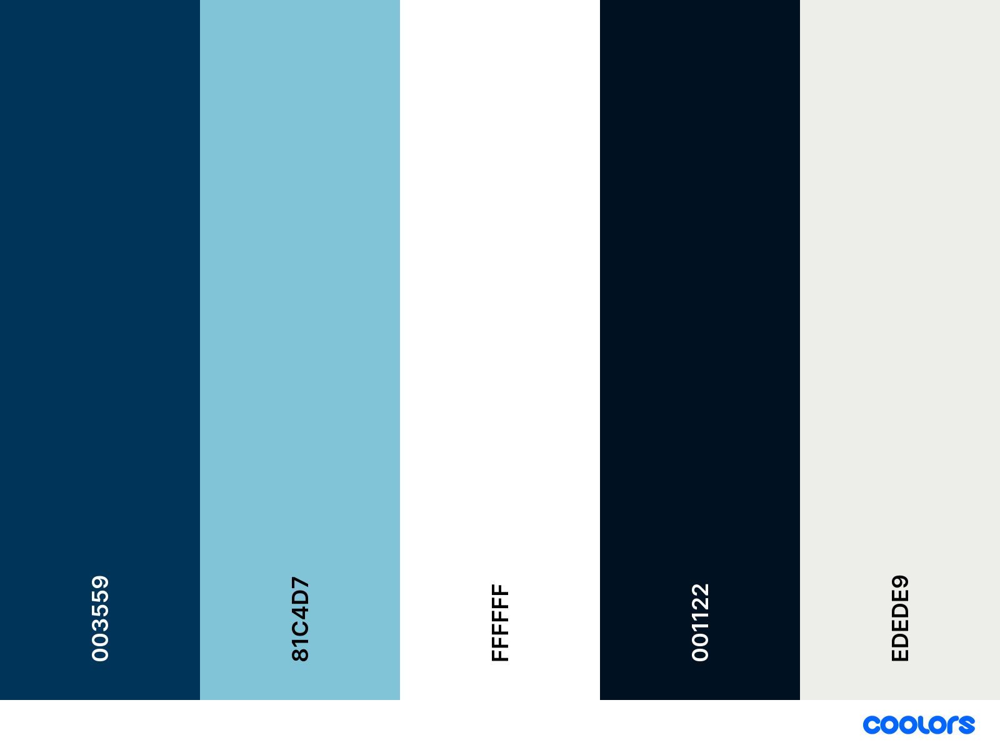 003559
81C4D7
FFFFFF
001122
EDEDE9
coolors